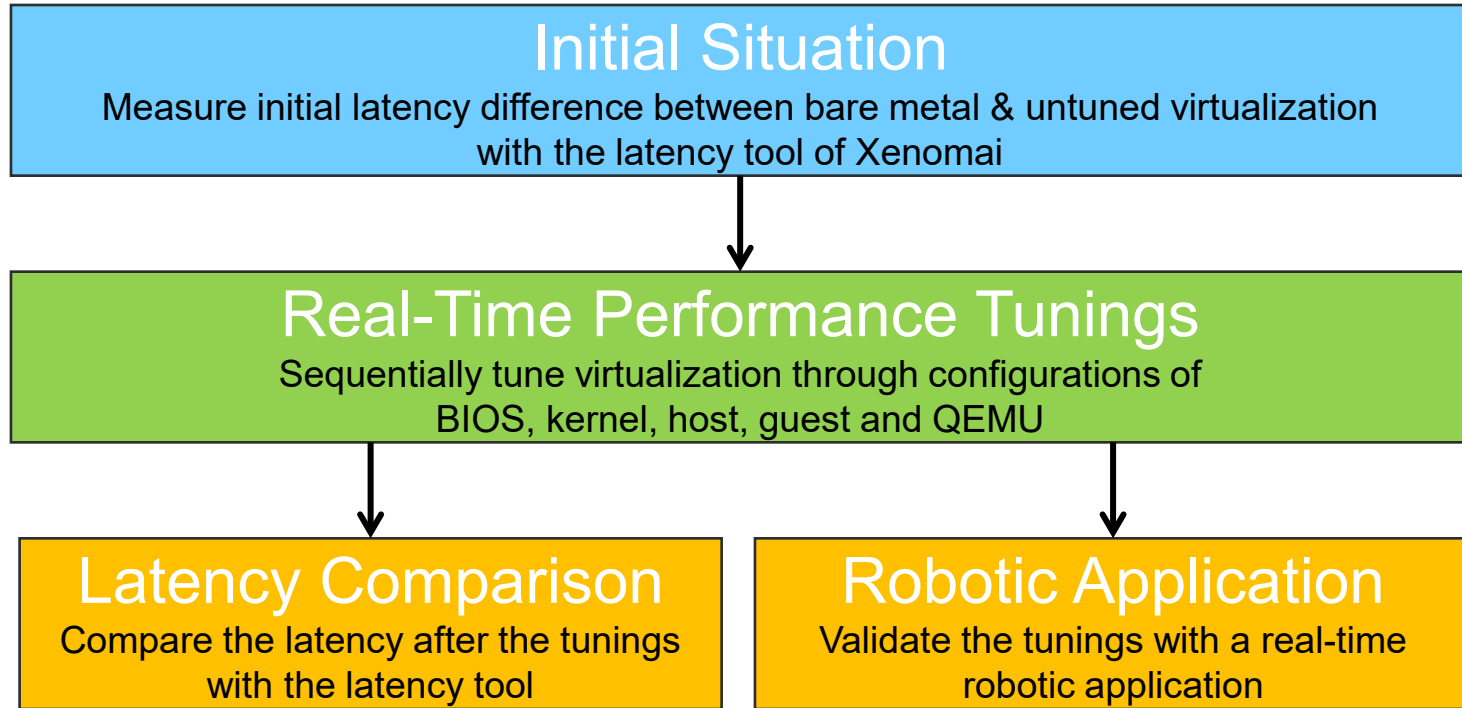 Initial Situation
Measure initial latency difference between bare metal & untuned virtualization
with the latency tool of Xenomai
Real-Time Performance Tunings
Sequentially tune virtualization through configurations of
BIOS, kernel, host, guest and QEMU
Latency Comparison
Compare the latency after the tunings
with the latency tool
Robotic Application
Validate the tunings with a real-time
robotic application